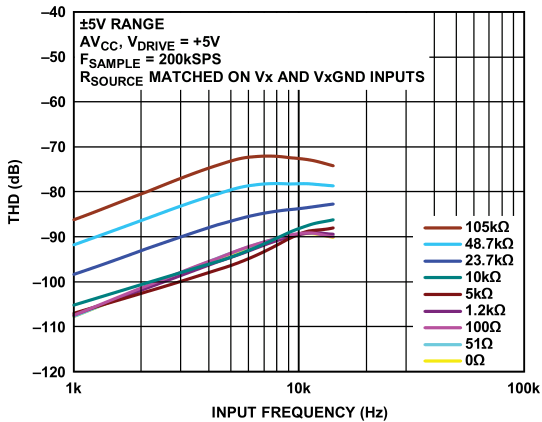 ±5V RANGE
AVCC, VDRIVE = +5V
FSAMPLE = 200kSPS
RSOURCE MATCHED ON Vx AND VxGND INPUTS
THD (dB)
–40
–50
–60
–70
–80
–90
–100
–110
–120
105kΩ
48.7kΩ
23.7kΩ
10kΩ
5kΩ
1.2kΩ
100Ω
51Ω
0Ω
1k
10k
100k
INPUT FREQUENCY (Hz)